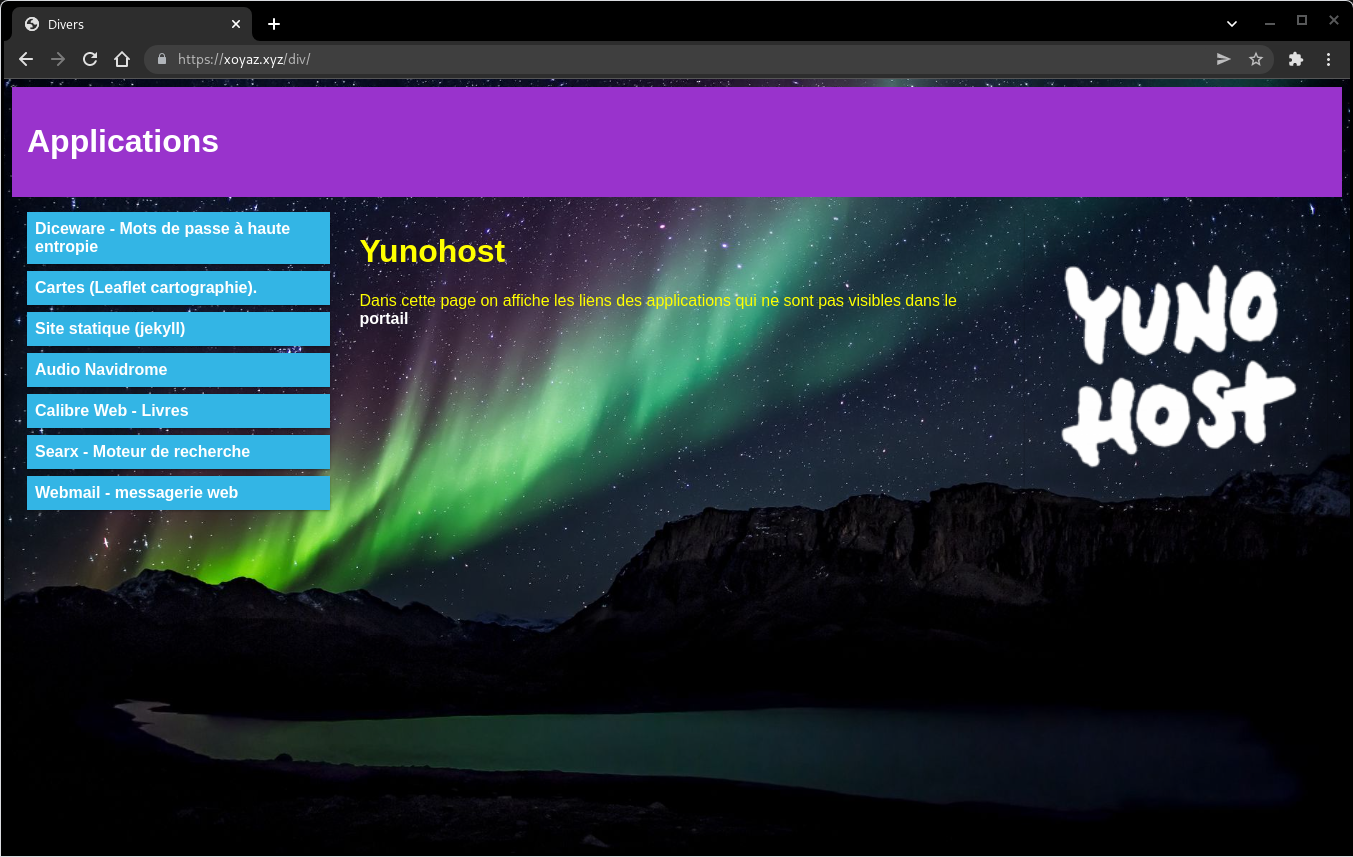 Divers
https://xoyaz.xyz/div/
Applications
Diceware - Mots de passe à haute
entropie
Cartes (Leaflet cartographie).
Site statique (jekyll)
Audio Navidrome
Calibre Web - Livres
Searx - Moteur de recherche
Webmail - messagerie web
Yunohost
Dans cette page on affiche les liens des applications qui ne sont pas visibles dans le
portail
YUNO
HOST